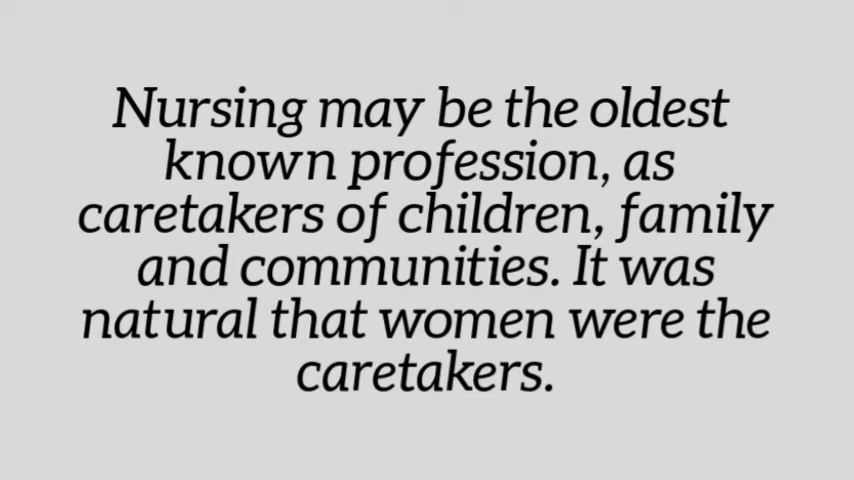 Nursing may be the oldest
known profession, as
caretakers of children, family
and communities. It was
natural that women were the
caretakers.